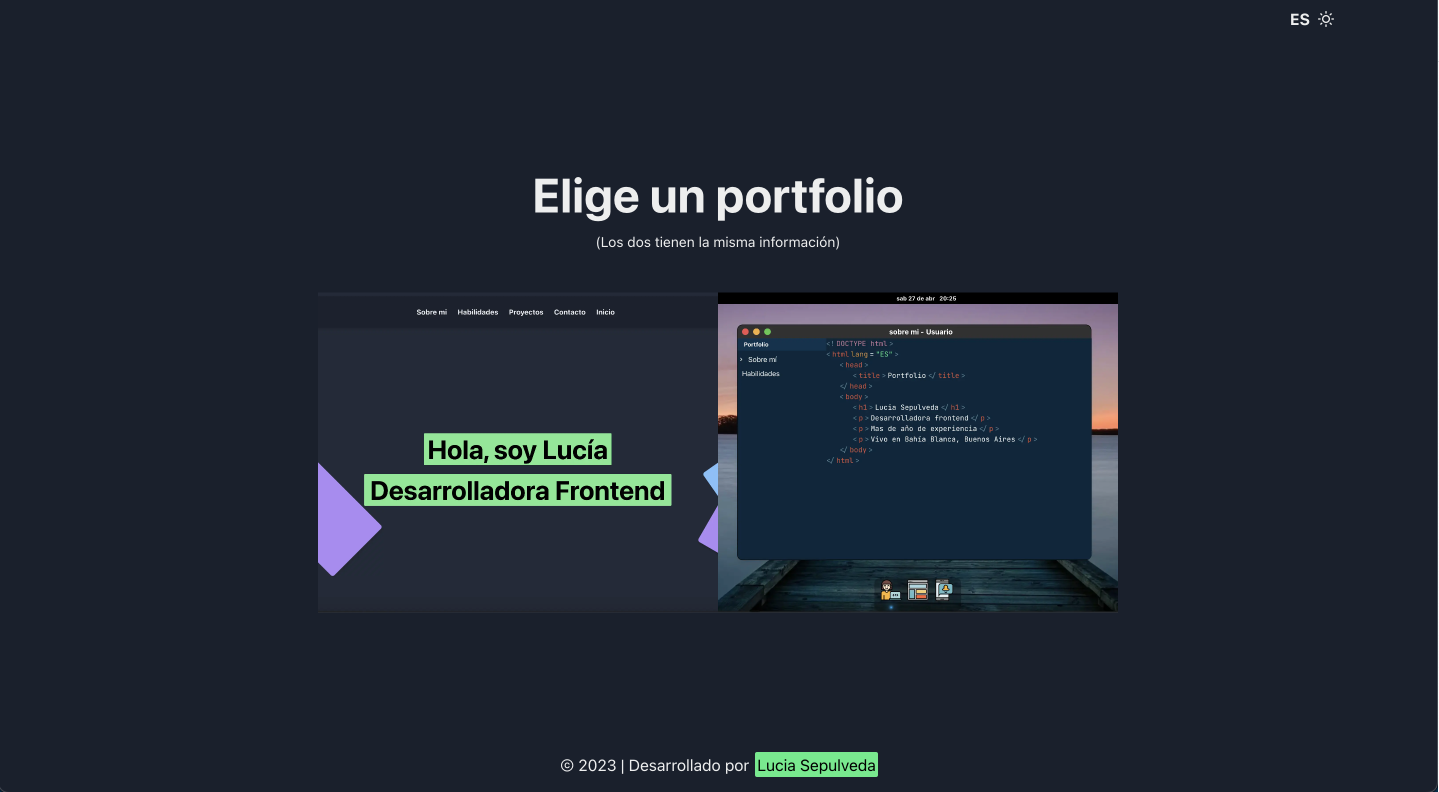 ES
Elige un portfolio
(Los dos tienen la misma información)
Sobre mi Habilidades Proyectos Contacto Inicio
Hola, soy Lucía
Desarrolladora Frontend
sab 27 de abr 20:25
sobre mi - Usuario
Portfolio
› Sobre mí
Habilidades
<! DOCTYPE html >
< html lang = "ES" >
< head >
< title > Portfolio </ title >
</ head >
< body >
< h1 > Lucia Sepulveda </ h1 >
< p > Desarrolladora frontend </ p >
< p > Mas de año de experiencia </ p >
< p > Vivo en Bahía Blanca, Buenos Aires </ p >
</ body >
</ html >
© 2023 | Desarrollado por Lucia Sepulveda